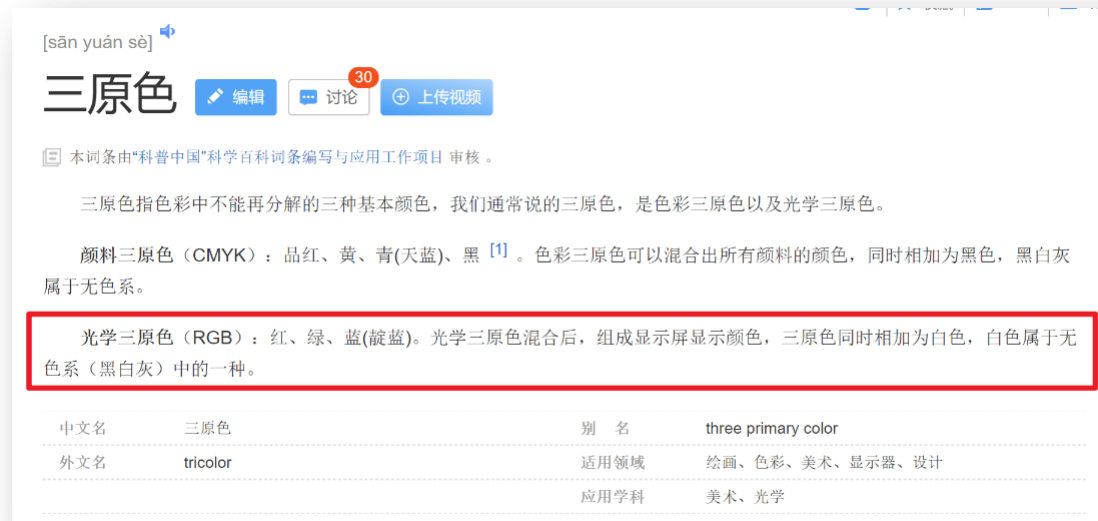 [sān yuán sè]
三原色 编辑 讨论 30 上传视频
本词条由“科普中国”科学百科词条编写与应用工作项目 审核 。
三原色指色彩中不能再分解的三种基本颜色，我们通常说的三原色，是色彩三原色以及光学三原色。
颜料三原色（CMYK）：品红、黄、青(天蓝)、黑 [1] 。色彩三原色可以混合出所有颜料的颜色，同时相加为黑色，黑白灰
属于无色系。
光学三原色（RGB）：红、绿、蓝(靛蓝)。光学三原色混合后，组成显示屏显示颜色，三原色同时相加为白色，白色属于无
色系（黑白灰）中的一种。
中文名 三原色 别 名 three primary color
外文名 tricolor 适用领域 绘画、色彩、美术、显示器、设计
应用学科 美术、光学